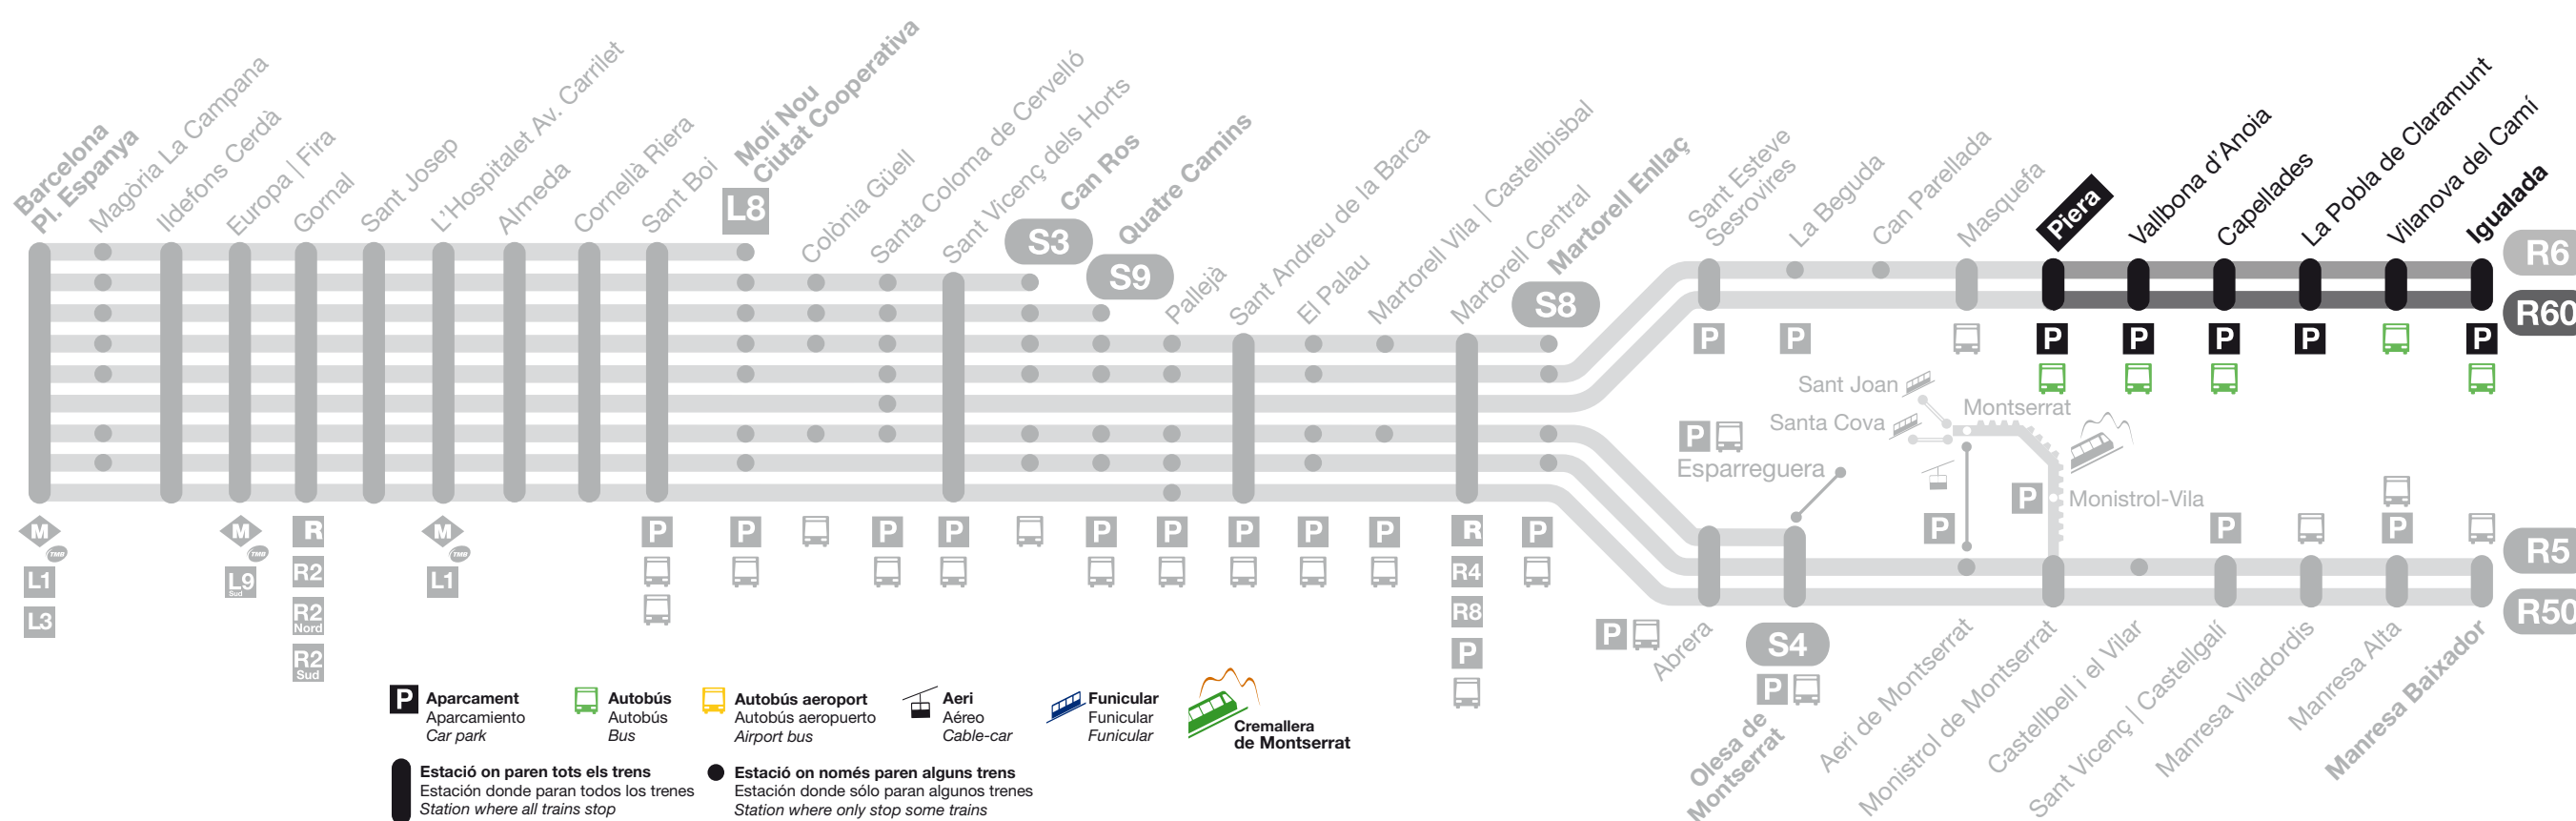 Barcelona
Pl. Espanya
Magòria La Campana
Ildefons Cerdà
Europa | Fira
Gornal
Sant Josep
L'Hospitalet Av. Carrilet
Almeda
Cornellà Riera
Sant Boi
Molí Nou
Ciutat Cooperativa
L8
Colònia Güell
Santa Coloma de Cervelló
Sant Vicenç dels Horts
Can Ros
S3
Quatre Camins
S9
Pallejà
Sant Andreu de la Barca
El Palau
Martorell Vila | Castellbisbal
Martorell Central
Martorell Enllaç
S8
Sant Esteve
Sesrovires
La Beguda
Can Parellada
Masquefa
Piera
Vallbona d'Anoia
Capellades
La Pobla de Claramunt
Vilanova del Camí
Igualada
R6
R60
P
P
P
P
P
P
P
Sant Joan
Santa Cova
Montserrat
P
Esparreguera
P
P
Monistrol-Vila
P
P
R5
R50
M
TMB
L1
L3
M
TMB
L9
Sud
R
R2
R2
Nord
R2
Sud
M
TMB
L1
P
P
P
P
P
P
P
P
P
R
R4
R8
P
P
P
Abrera
S4
P
Olesa de
Montserrat
Aeri de Montserrat
Monistrol de Montserrat
Castellbell i el Vilar
Sant Vicenç | Castellgalí
Manresa Viladordis
Manresa Alta
Manresa Baixador
P
Aparcament
Aparcamiento
Car park
Autobús
Autobús
Bus
Autobús aeroport
Autobús aeropuerto
Airport bus
Aeri
Aéreo
Cable-car
Funicular
Funicular
Funicular
Cremallera
de Montserrat
Estació on paren tots els trens
Estación donde paran todos los trenes
Station where all trains stop
Estació on només paren alguns trens
Estación donde sólo paran algunos trenes
Station where only stop some trains